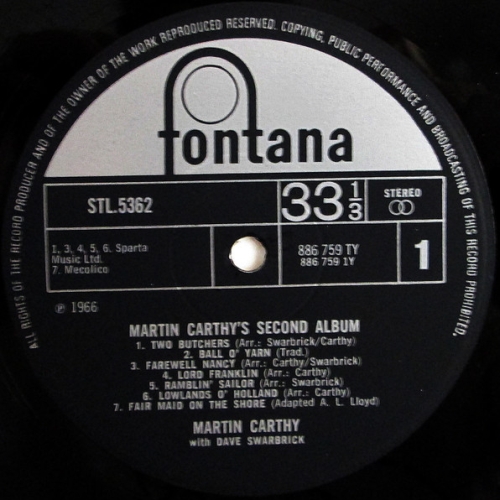 ALL RIGHTS OF THE RECORD PRODUCER AND OF THE OWNER OF THE WORK REPRODUCED RESERVED. COPYING, PUBLIC PERFORMANCE AND BROADCASTING OF THIS RECORD PROHIBITED.
fontana
STL.5362
33 1/3
STEREO
1, 3, 4, 5, 6. Sparta
Music Ltd.
7. Mecolico
886 759 TY
886 759 1Y
1
℗ 1966
MARTIN CARTHY'S SECOND ALBUM
1. TWO BUTCHERS (Arr.: Swarbrick/Carthy)
2. BALL O' YARN (Trad.)
3. FAREWELL NANCY (Arr.: Carthy/Swarbrick)
4. LORD FRANKLIN (Arr.: Carthy)
5. RAMBLIN' SAILOR (Arr.: Carthy)
6. LOWLANDS O' HOLLAND (Arr.: Carthy)
7. FAIR MAID ON THE SHORE (Adapted A. L. Lloyd)
MARTIN CARTHY
with DAVE SWARBRICK